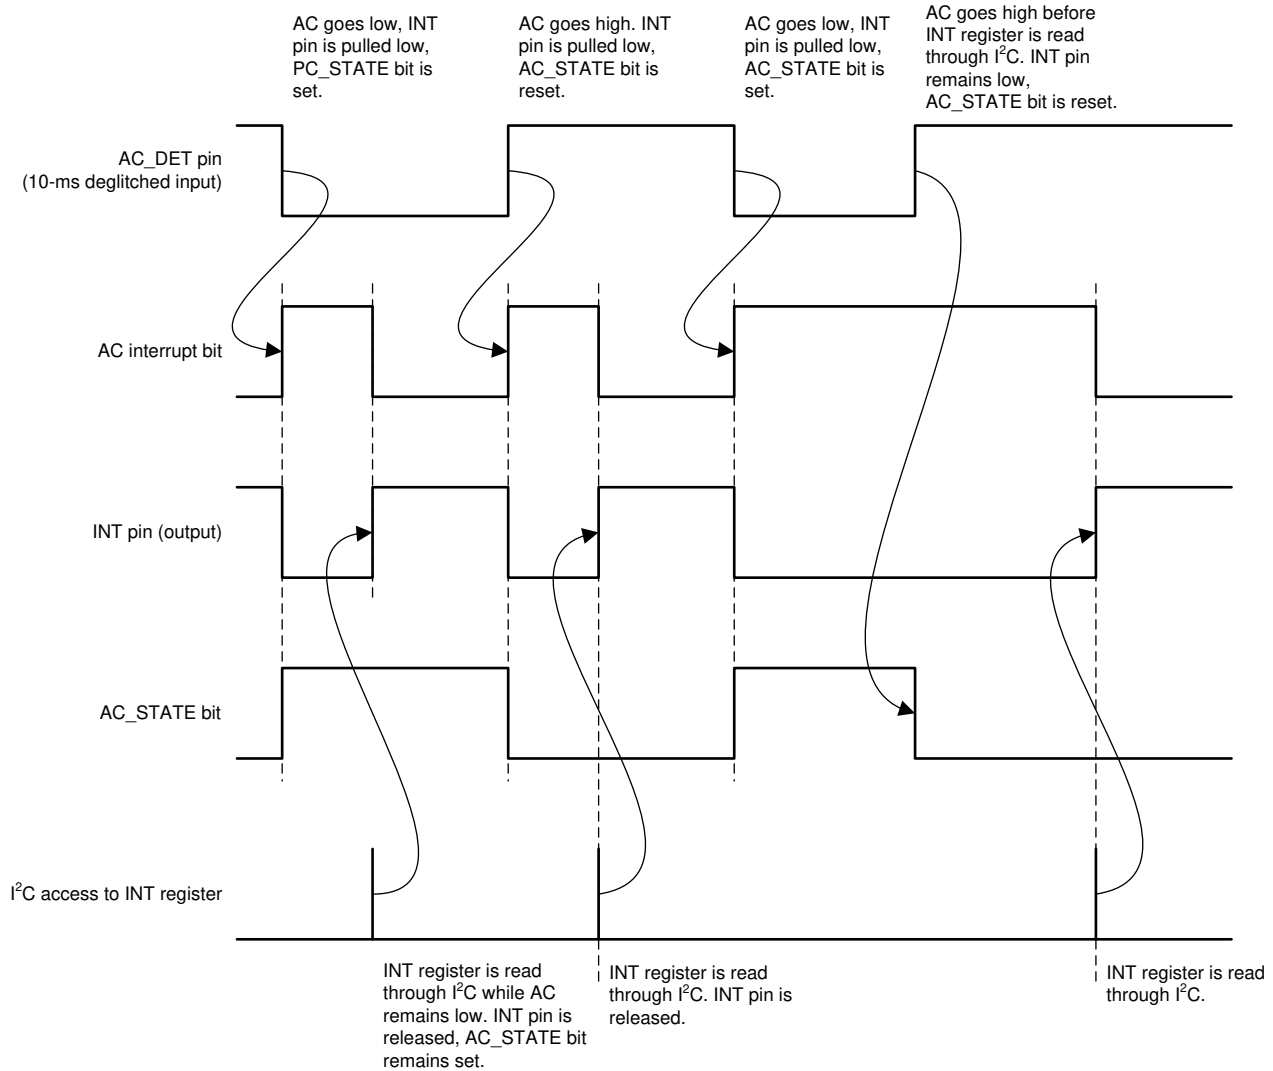 AC goes low, INT
pin is pulled low,
PC_STATE bit is
set.
AC goes high. INT
pin is pulled low,
AC_STATE bit is
reset.
AC goes low, INT
pin is pulled low,
AC_STATE bit is
set.
AC goes high before
INT register is read
through I²C. INT pin
remains low,
AC_STATE bit is reset.
AC_DET pin
(10-ms deglitched input)
AC interrupt bit
INT pin (output)
AC_STATE bit
I²C access to INT register
INT register is read
through I²C while AC
remains low. INT pin is
released, AC_STATE bit
remains set.
INT register is read
through I²C. INT pin is
released.
INT register is read
through I²C.